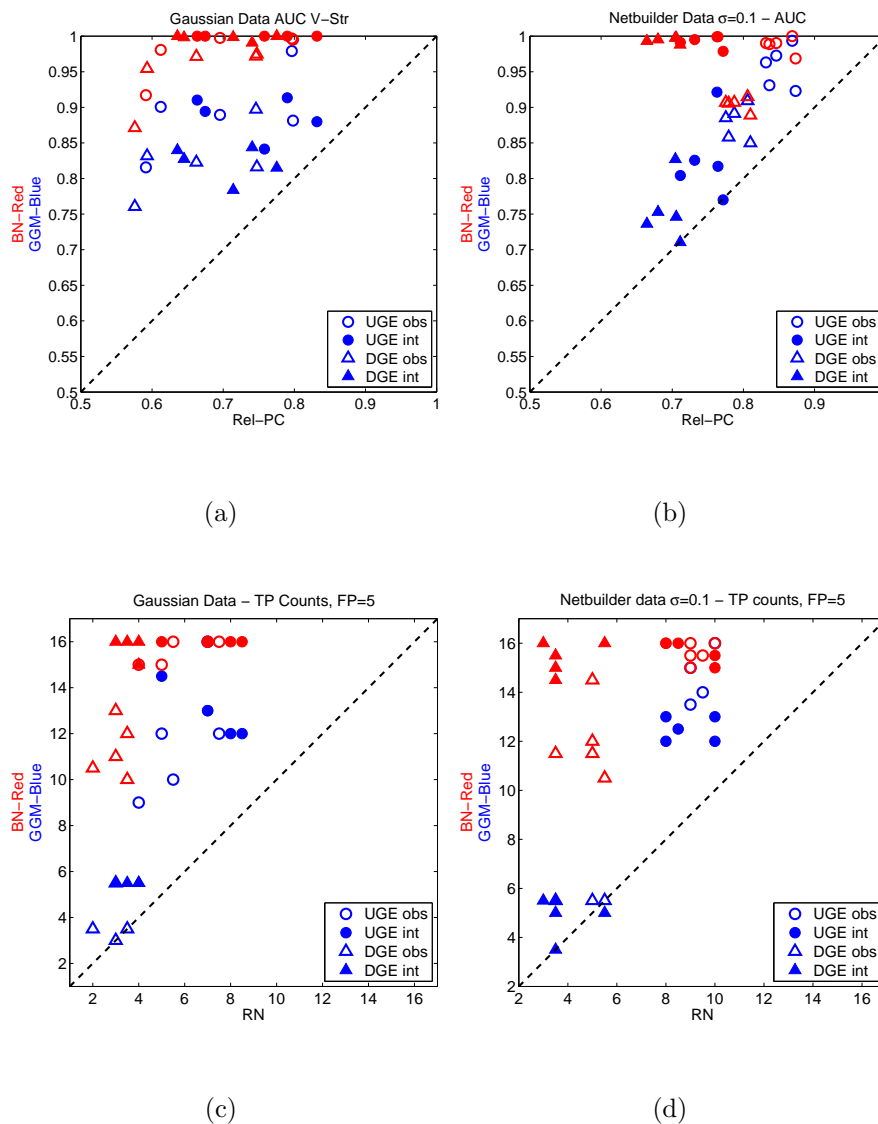 Gaussian Data AUC V-Str
1
0.95
0.9
0.85
0.8
0.75
0.7
0.65
0.6
0.55
0.5
0.5 0.6 0.7 0.8 0.9 1
Rel-PC
BN-Red
GGM-Blue
UGE obs
UGE int
DGE obs
DGE int
(a)
Netbuilder Data σ=0.1 − AUC
1
0.95
0.9
0.85
0.8
0.75
0.7
0.65
0.6
0.55
0.5
0.5 0.6 0.7 0.8 0.9
Rel-PC
BN-Red
GGM-Blue
UGE obs
UGE int
DGE obs
DGE int
(b)
Gaussian Data − TP Counts, FP=5
16
14
12
10
8
6
4
2
2 4 6 8 10 12 14 16
RN
BN-Red
GGM-Blue
UGE obs
UGE int
DGE obs
DGE int
(c)
Netbuilder data σ=0.1 − TP counts, FP=5
16
14
12
10
8
6
4
2
2 4 6 8 10 12 14 16
RN
BN-Red
GGM-Blue
UGE obs
UGE int
DGE obs
DGE int
(d)